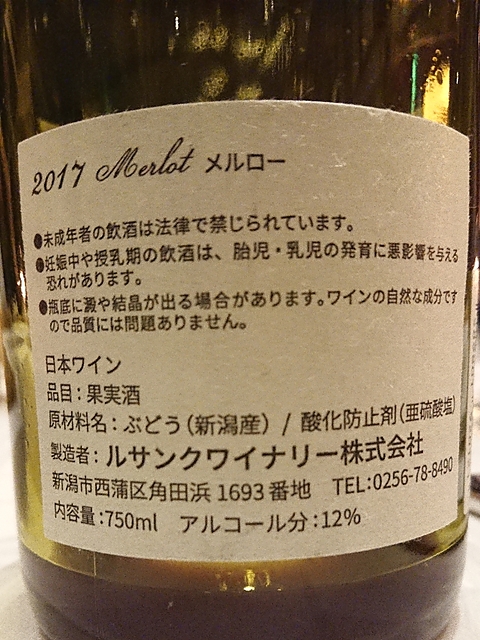 2017 Merlot メルロー
●未成年者の飲酒は法律で禁じられています。
●妊娠中や授乳期の飲酒は、胎児・乳児の発育に悪影響を与える
恐れがあります。
●瓶底に澱や結晶が出る場合があります。ワインの自然な成分です
ので品質には問題ありません。
日本ワイン
品目：果実酒
原材料名：ぶどう（新潟産） / 酸化防止剤（亜硫酸塩）
製造者：ルサンクワイナリー株式会社
新潟市西蒲区角田浜 1693 番地　TEL:0256-78-8490
内容量：750ml　アルコール分：12%